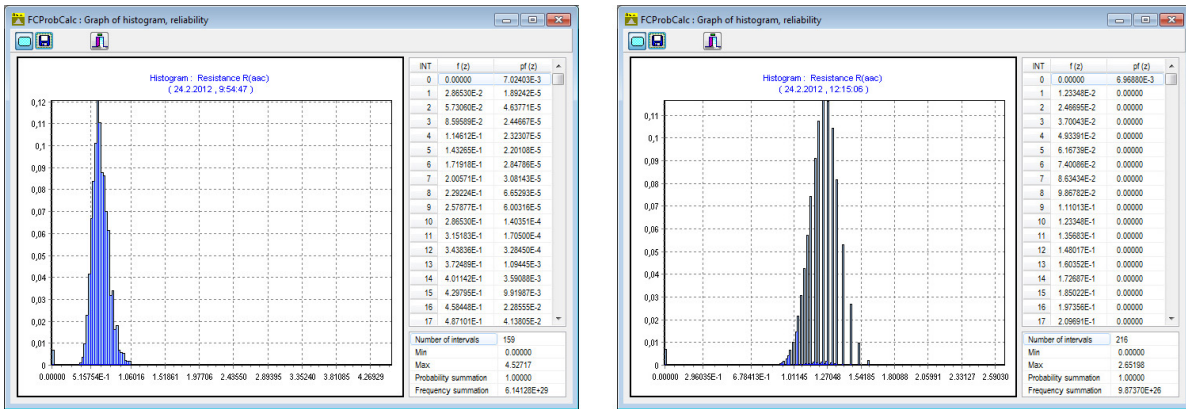 FCProbCalc : Graph of histogram, reliability
Histogram : Resistance R(aac)
( 24.2.2012 , 9:54:47 )
0,12
0,11
0,1
0,09
0,08
0,07
0,06
0,05
0,04
0,03
0,02
0,01
0
0.00000 5.15754E-1 1.06016 1.51861 1.97706 2.43550 2.89395 3.35240 3.81085 4.26929
INT f (z) pf (z)
0 0.00000 7.02403E-3
1 2.86530E-2 1.89242E-5
2 5.73060E-2 4.63771E-5
3 8.59589E-2 2.44667E-5
4 1.14612E-1 2.32307E-5
5 1.43265E-1 2.20108E-5
6 1.71918E-1 2.84786E-5
7 2.00571E-1 3.08143E-5
8 2.29224E-1 6.65293E-5
9 2.57877E-1 6.00316E-5
10 2.86530E-1 1.40351E-4
11 3.15183E-1 1.70500E-4
12 3.43836E-1 3.28450E-4
13 3.72489E-1 1.09445E-3
14 4.01142E-1 3.59088E-3
15 4.29795E-1 9.91987E-3
16 4.58448E-1 2.28555E-2
17 4.87101E-1 4.13805E-2
Number of intervals 159
Min 0.00000
Max 4.52717
Probability summation 1.00000
Frequency summation 6.14128E+29
FCProbCalc : Graph of histogram, reliability
Histogram : Resistance R(aac)
( 24.2.2012 , 12:15:06 )
0,11
0,1
0,09
0,08
0,07
0,06
0,05
0,04
0,03
0,02
0,01
0
0.00000 2.96035E-1 6.78413E-1 1.01145 1.27048 1.54185 1.80088 2.05991 2.33127 2.59030
INT f (z) pf (z)
0 0.00000 6.96880E-3
1 1.23348E-2 0.00000
2 2.46695E-2 0.00000
3 3.70043E-2 0.00000
4 4.93391E-2 0.00000
5 6.16739E-2 0.00000
6 7.40086E-2 0.00000
7 8.63434E-2 0.00000
8 9.86782E-2 0.00000
9 1.11013E-1 0.00000
10 1.23348E-1 0.00000
11 1.35683E-1 0.00000
12 1.48017E-1 0.00000
13 1.60352E-1 0.00000
14 1.72687E-1 0.00000
15 1.85022E-1 0.00000
16 1.97356E-1 0.00000
17 2.09691E-1 0.00000
Number of intervals 216
Min 0.00000
Max 2.65198
Probability summation 1.00000
Frequency summation 9.87370E+26